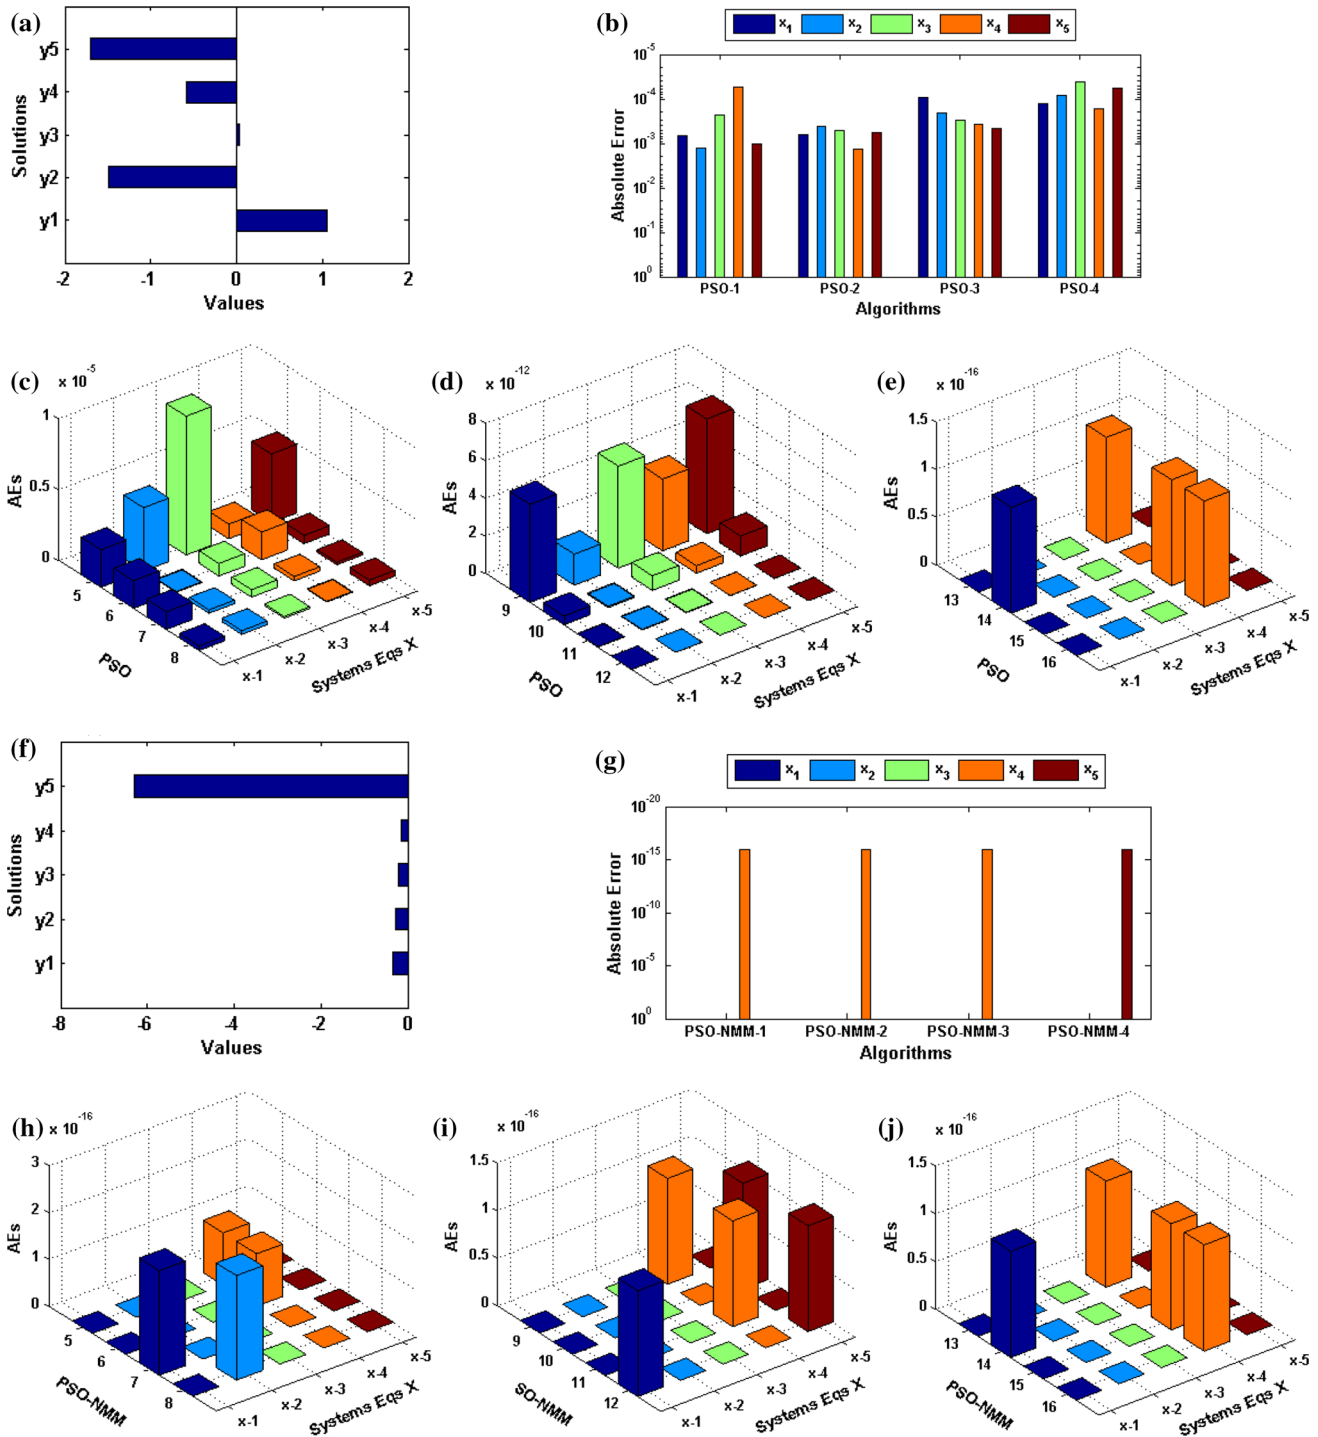 (a)
y5
y4
y3
y2
y1
Solutions
-2 -1 0 1 2
Values
(b)
x1 x2 x3 x4 x5
10^-5
10^-4
10^-3
10^-2
10^-1
10^0
Absolute Error
PSO-1 PSO-2 PSO-3 PSO-4
Algorithms
(c)
x 10^-5
1
0.5
0
AEs
5
6
7
8
PSO
x-1
x-2
x-3
x-4
x-5
Systems Eqs X
(d)
x 10^-12
8
6
4
2
0
AEs
9
10
11
12
PSO
x-1
x-2
x-3
x-4
x-5
Systems Eqs X
(e)
x 10^-16
1.5
1
0.5
0
AEs
13
14
15
16
PSO
x-1
x-2
x-3
x-4
x-5
Systems Eqs X
(f)
y5
y4
y3
y2
y1
Solutions
-8 -6 -4 -2 0
Values
(g)
x1 x2 x3 x4 x5
10^-20
10^-15
10^-10
10^-5
10^0
Absolute Error
PSO-NMM-1 PSO-NMM-2 PSO-NMM-3 PSO-NMM-4
Algorithms
(h)
x 10^-16
3
2
1
0
AEs
5
6
7
8
PSO-NMM
x-1
x-2
x-3
x-4
x-5
Systems Eqs X
(i)
x 10^-16
1.5
1
0.5
0
AEs
9
10
11
12
SO-NMM
x-1
x-2
x-3
x-4
x-5
Systems Eqs X
(j)
x 10^-16
1.5
1
0.5
0
AEs
13
14
15
16
PSO-NMM
x-1
x-2
x-3
x-4
x-5
Systems Eqs X